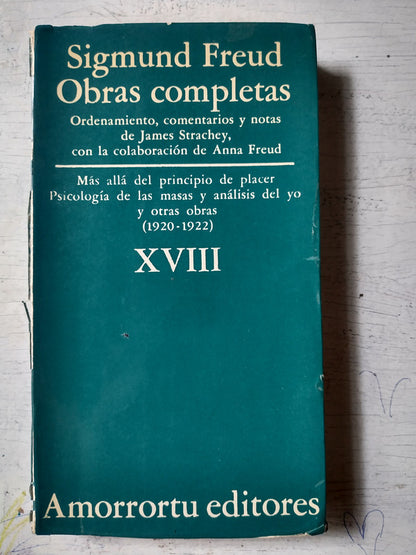 Sigmund Freud
Obras completas
Ordenamiento, comentarios y notas
de James Strachey,
con la colaboración de Anna Freud
Más allá del principio de placer
Psicología de las masas y análisis del yo
y otras obras
(1920-1922)
XVIII
Amorrortu editores